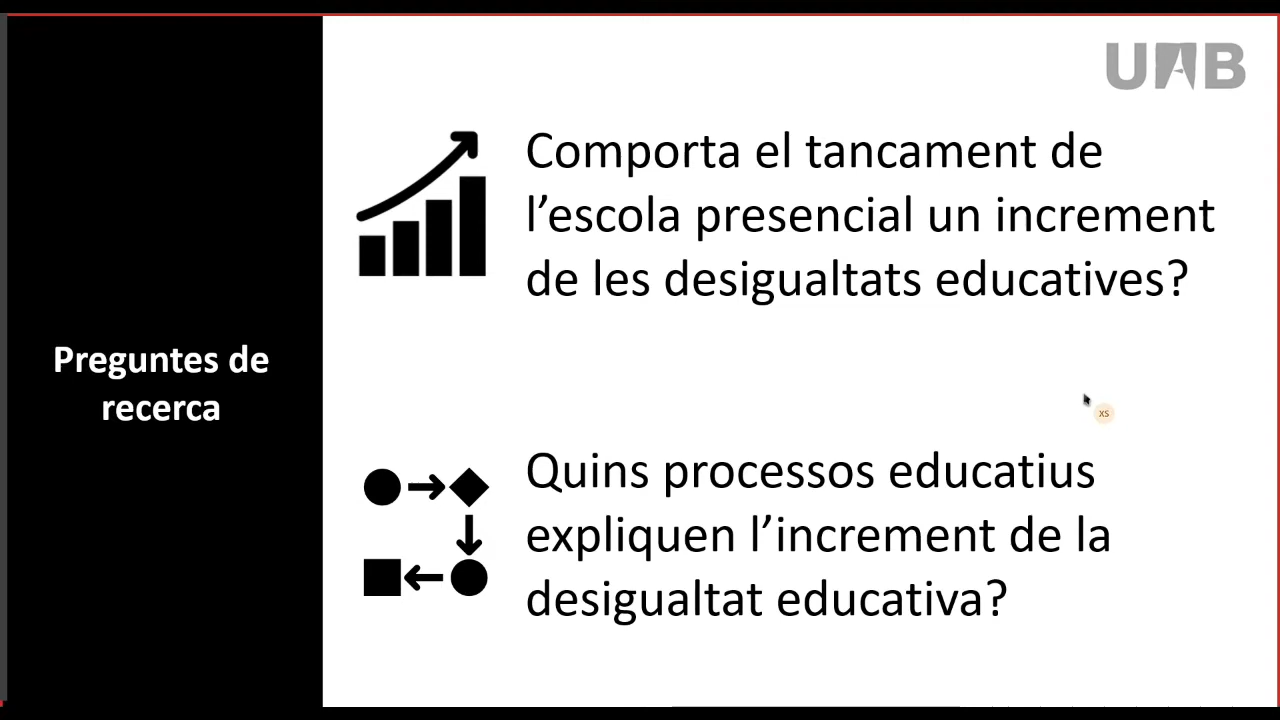 UAB
Comporta el tancament de
l’escola presencial un increment
de les desigualtats educatives?
Preguntes de
recerca
xs
Quins processos educatius
expliquen l’increment de la
desigualtat educativa?